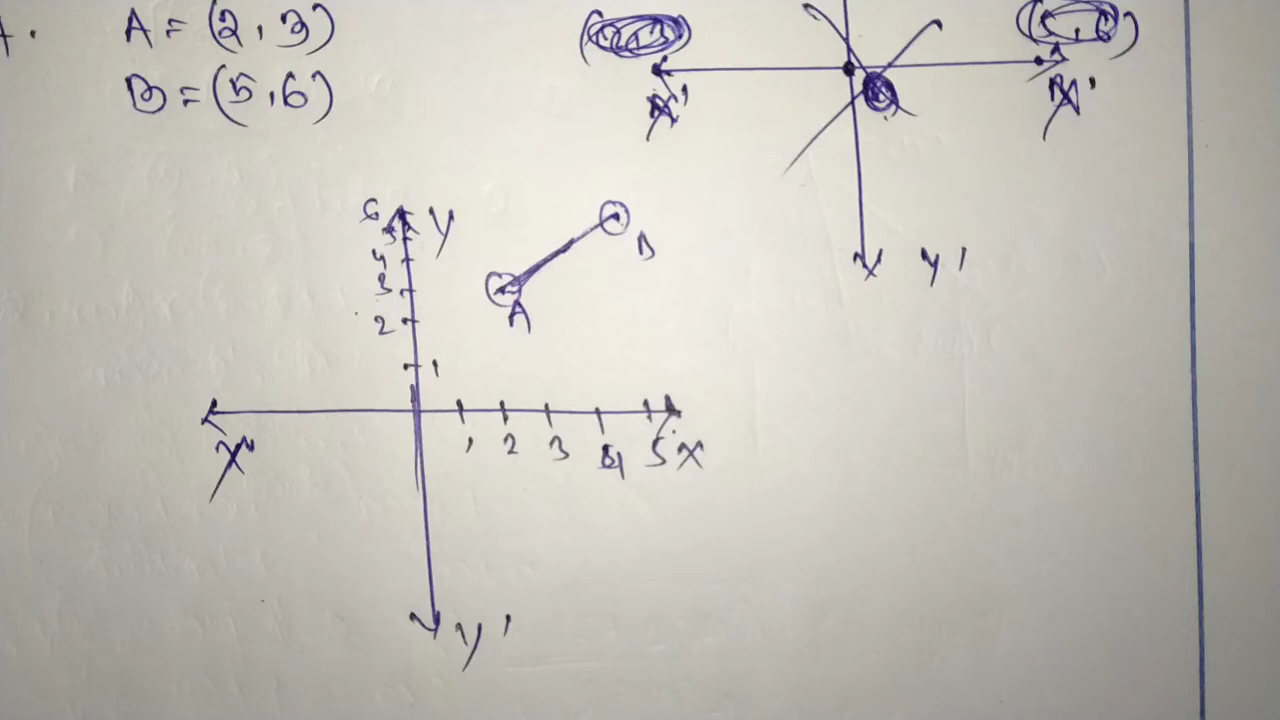 A = (2, 3)
B = (5, 6)
X'
X'
y'
6
y
5
4
3
B
A
2
1
1 2 3 4 5 X
X'
y'